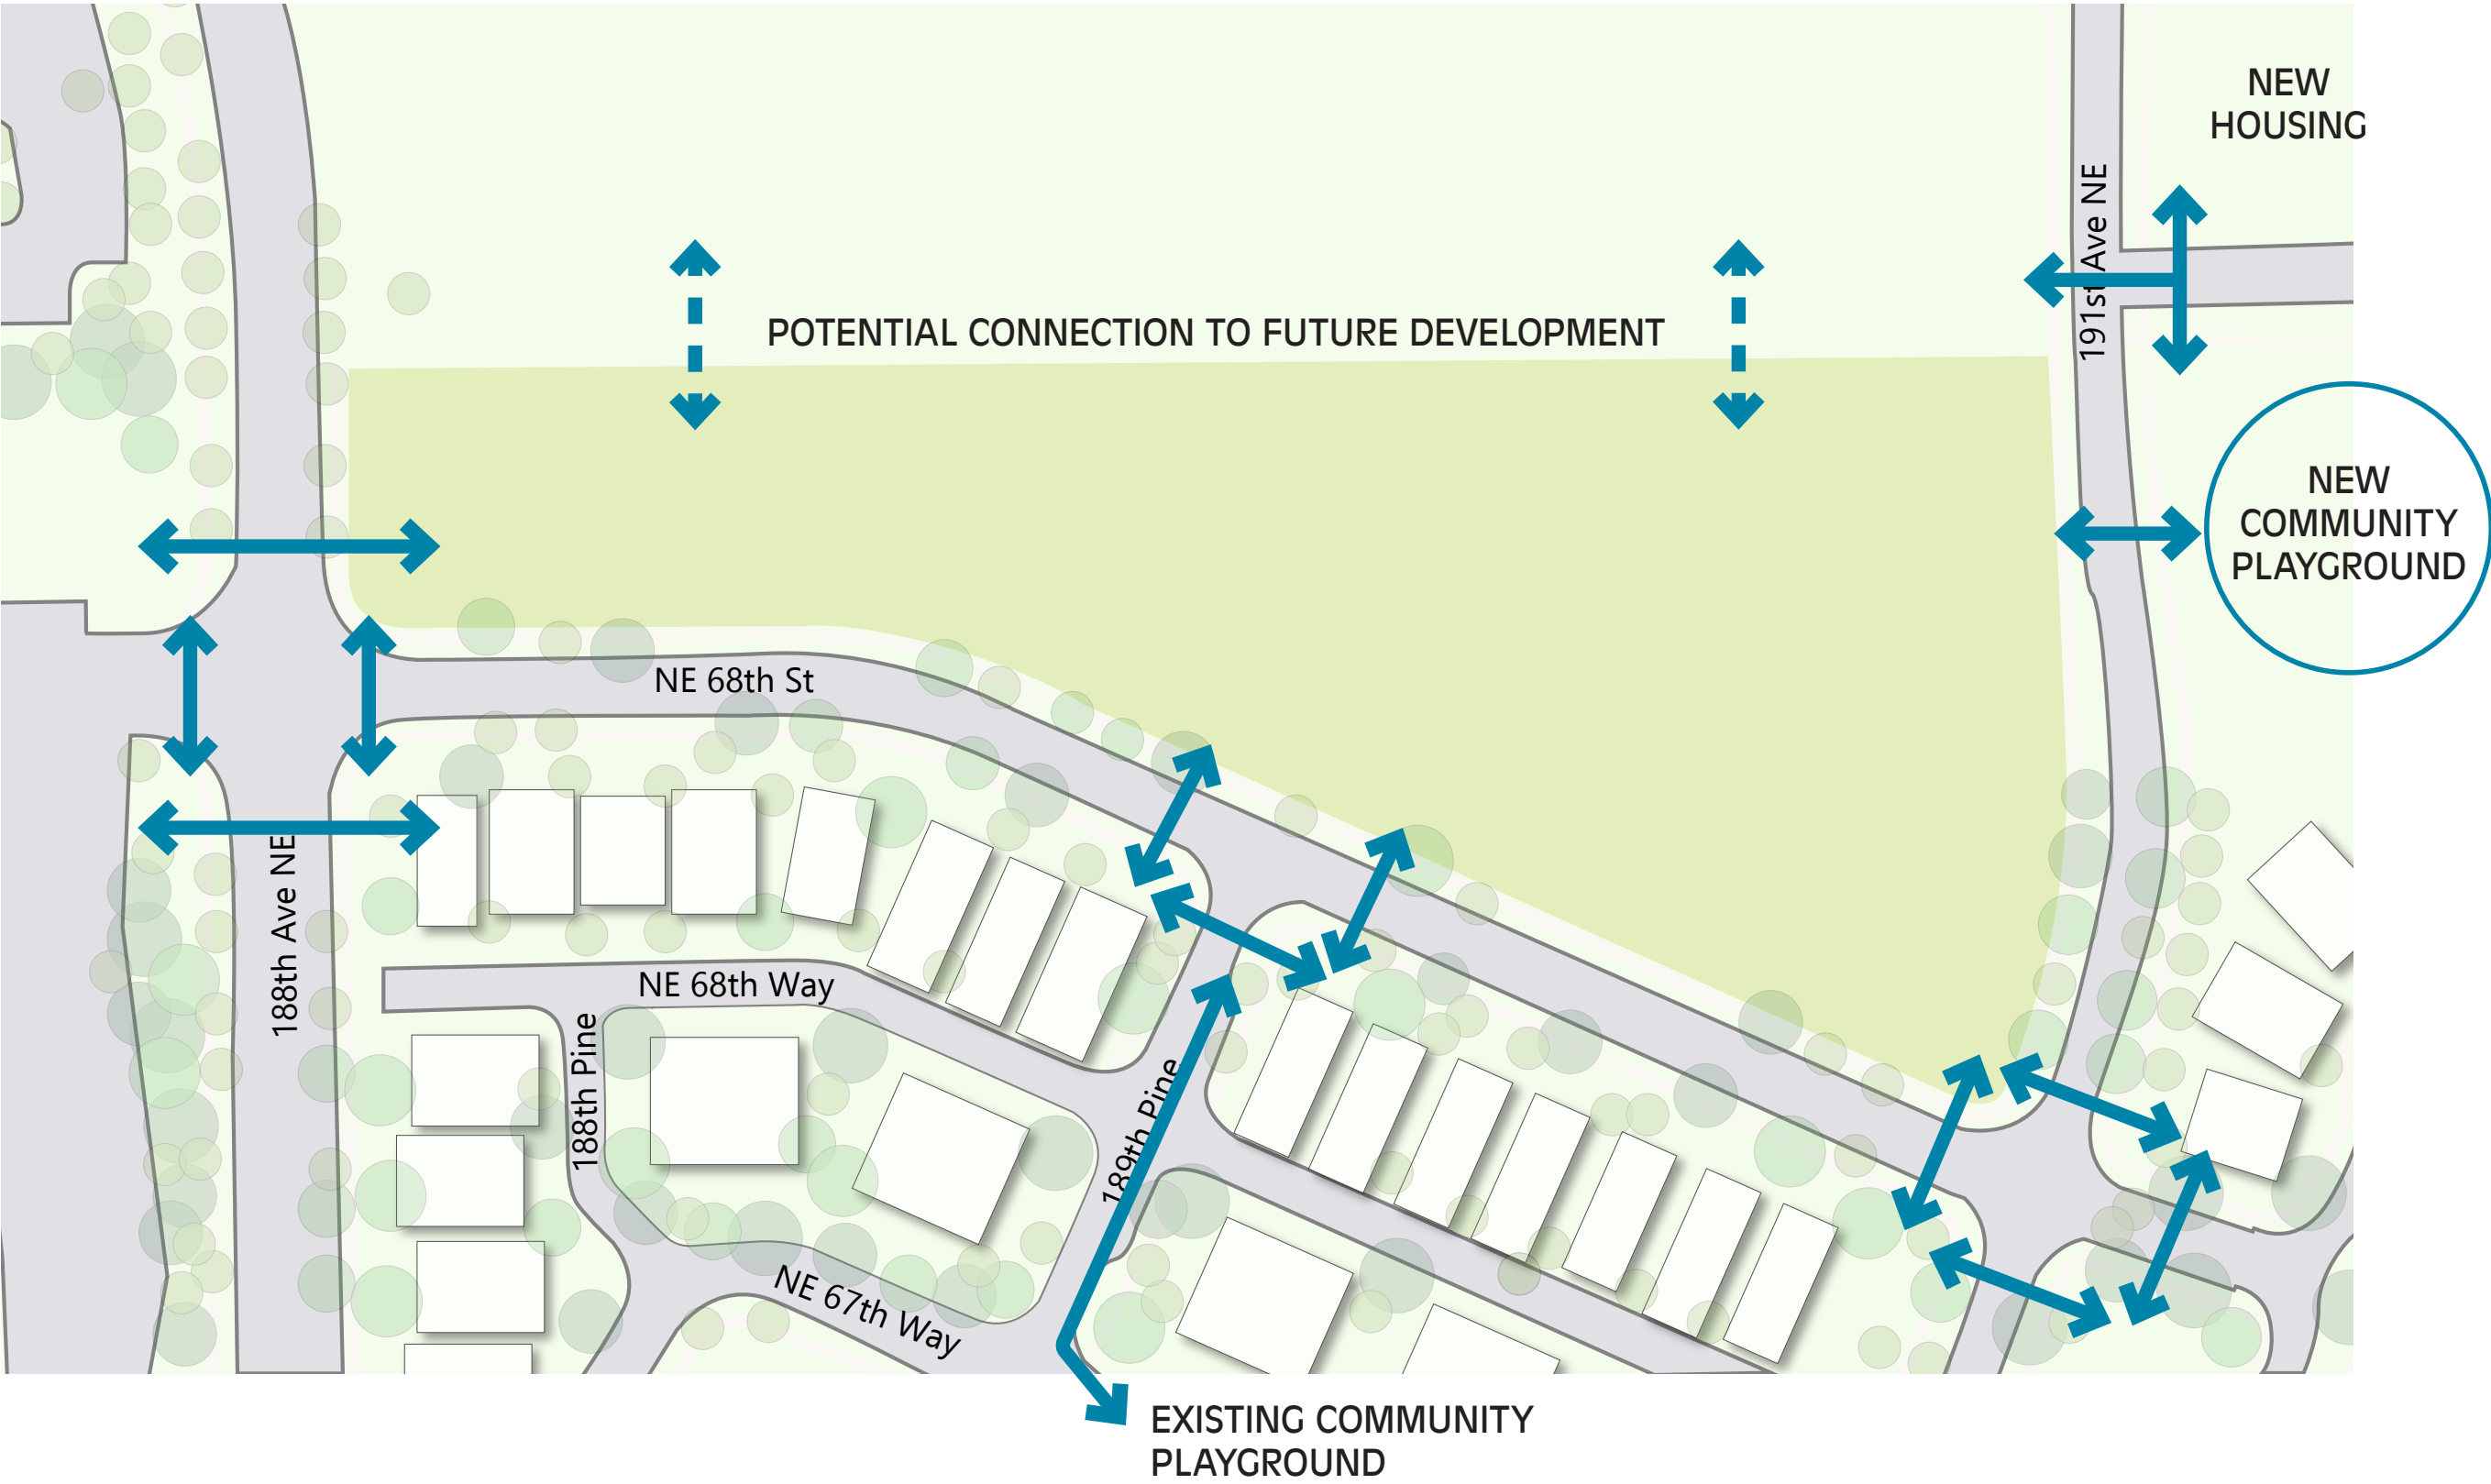 NEW
HOUSING
191st Ave NE
POTENTIAL CONNECTION TO FUTURE DEVELOPMENT
NEW
COMMUNITY
PLAYGROUND
NE 68th St
188th Ave NE
NE 68th Way
188th Pine
189th Pine
NE 67th Way
EXISTING COMMUNITY
PLAYGROUND